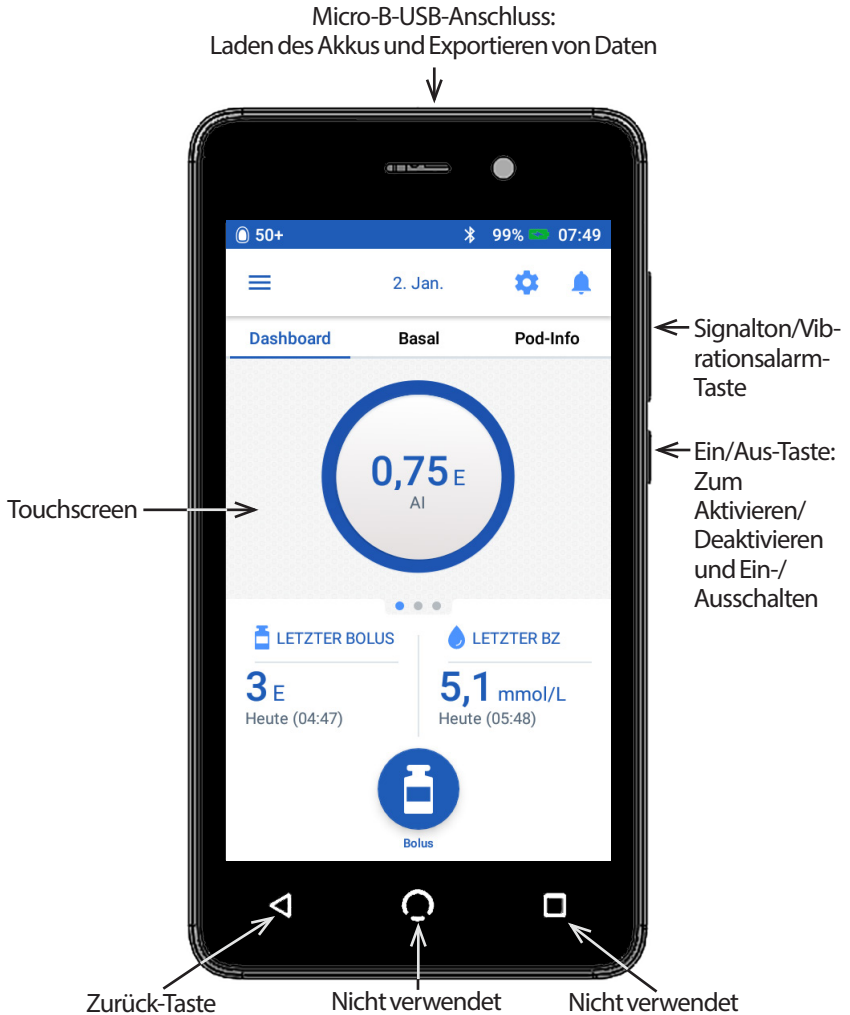 Micro-B-USB-Anschluss:
Laden des Akkus und Exportieren von Daten
50+ 99% 07:49
2. Jan.
Dashboard Basal Pod-Info
Signalton/Vib-
rationsalarm-
Taste
0,75 E
AI
Ein/Aus-Taste:
Zum
Aktivieren/
Deaktivieren
und Ein-/
Ausschalten
Touchscreen
LETZTER BOLUS
3 E
Heute (04:47)
LETZTER BZ
5,1 mmol/L
Heute (05:48)
Bolus
Zurück-Taste
Nicht verwendet
Nicht verwendet